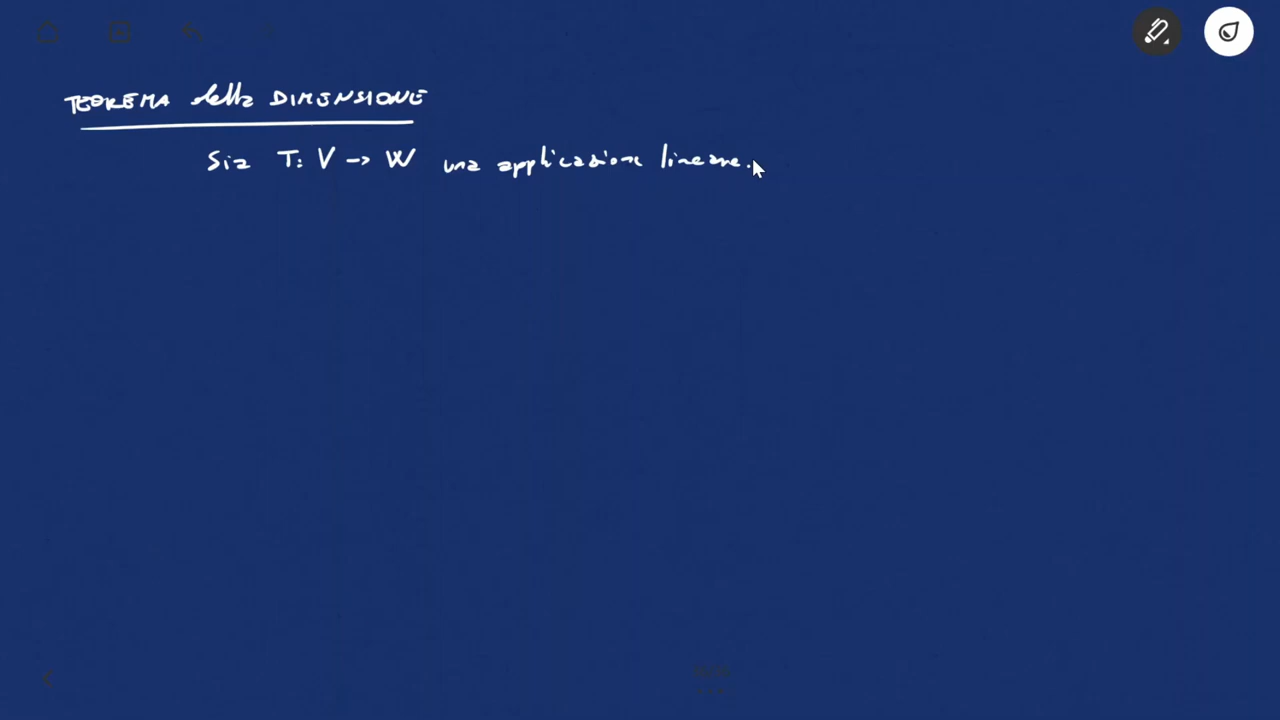 TEOREMA della DIMENSIONE
Sia T: V → W una applicazione lineare.